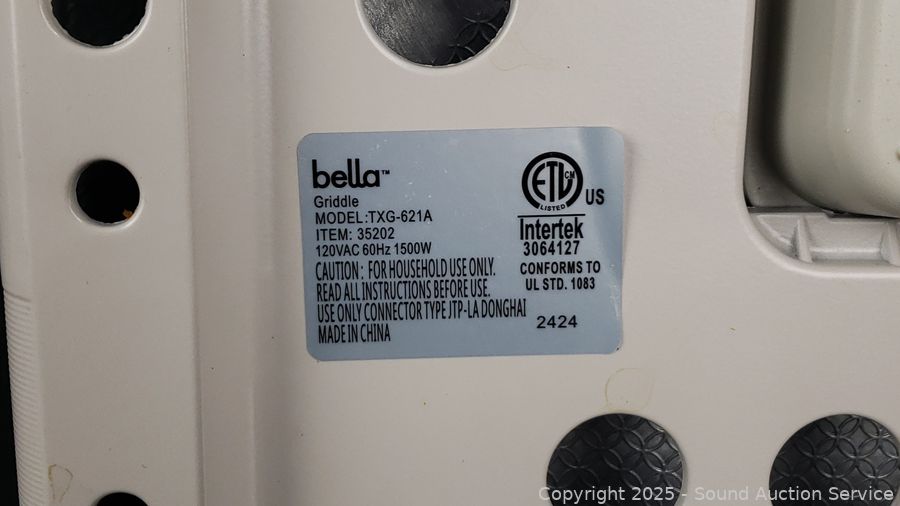 bella™
Griddle
MODEL:TXG-621A
ITEM: 35202
120VAC 60Hz 1500W
CAUTION: FOR HOUSEHOLD USE ONLY.
READ ALL INSTRUCTIONS BEFORE USE.
USE ONLY CONNECTOR TYPE JTP-LA DONGHAI
MADE IN CHINA
ETL CM
LISTED
US
Intertek
3064127
CONFORMS TO
UL STD. 1083
2424
Copyright © 2025 - Sound Auction Service